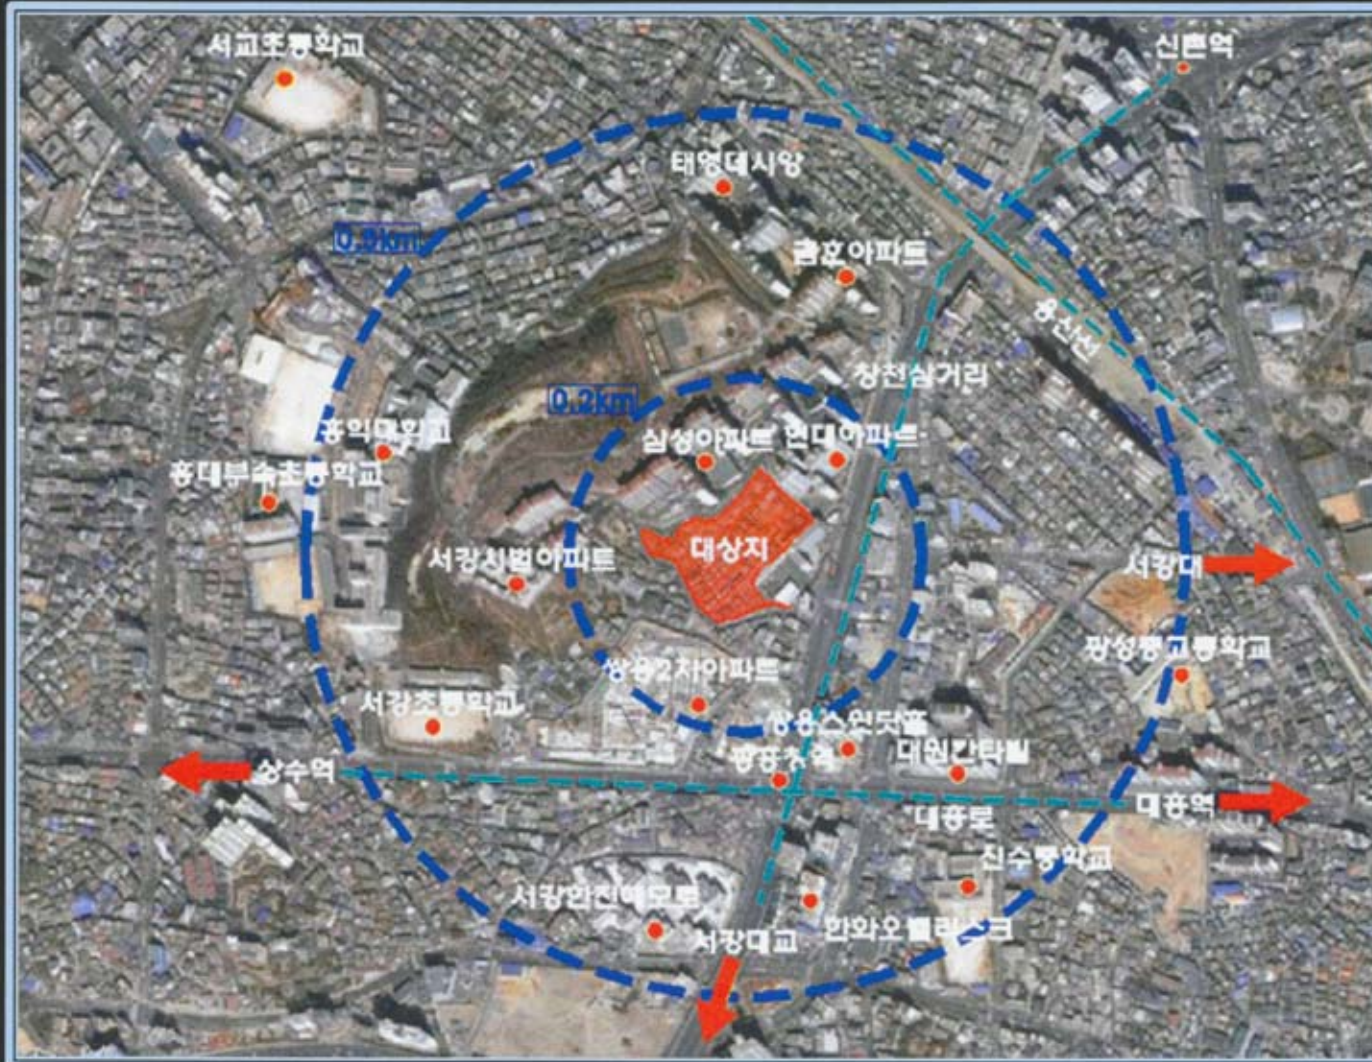 서교초등학교
신촌역
태영데시앙
0.5km
금호아파트
용산선
창천삼거리
0.2km
삼성아파트
현대아파트
홍익대학교
홍대부속초등학교
대상지
서강시범아파트
서강대
광성중고등학교
쌍용2차아파트
서강초등학교
쌍용스윗닷홈
광흥창역
대원칸타빌
상수역
대흥역
대흥로
신수중학교
서강한진해모로
한화오벨리스크
서강대교